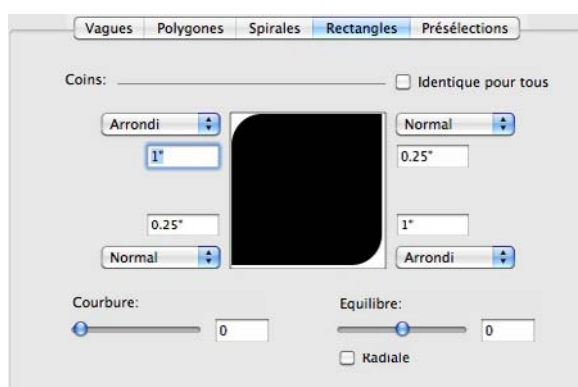 Vagues Polygones Spirales Rectangles Présélections
Coins: Identique pour tous
Arrondi Normal
1" 0.25"
0.25" 1"
Normal Arrondi
Courbure: Equilibre:
0 0
Radiale